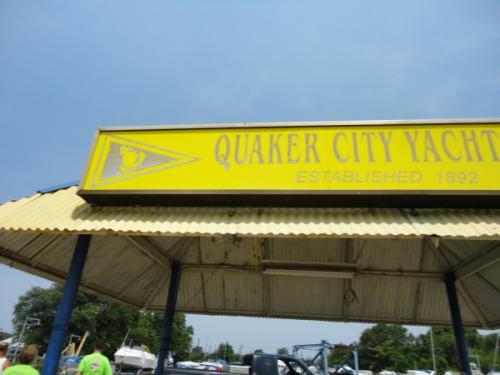 QUAKER CITY YACHT
ESTABLISHED 1892